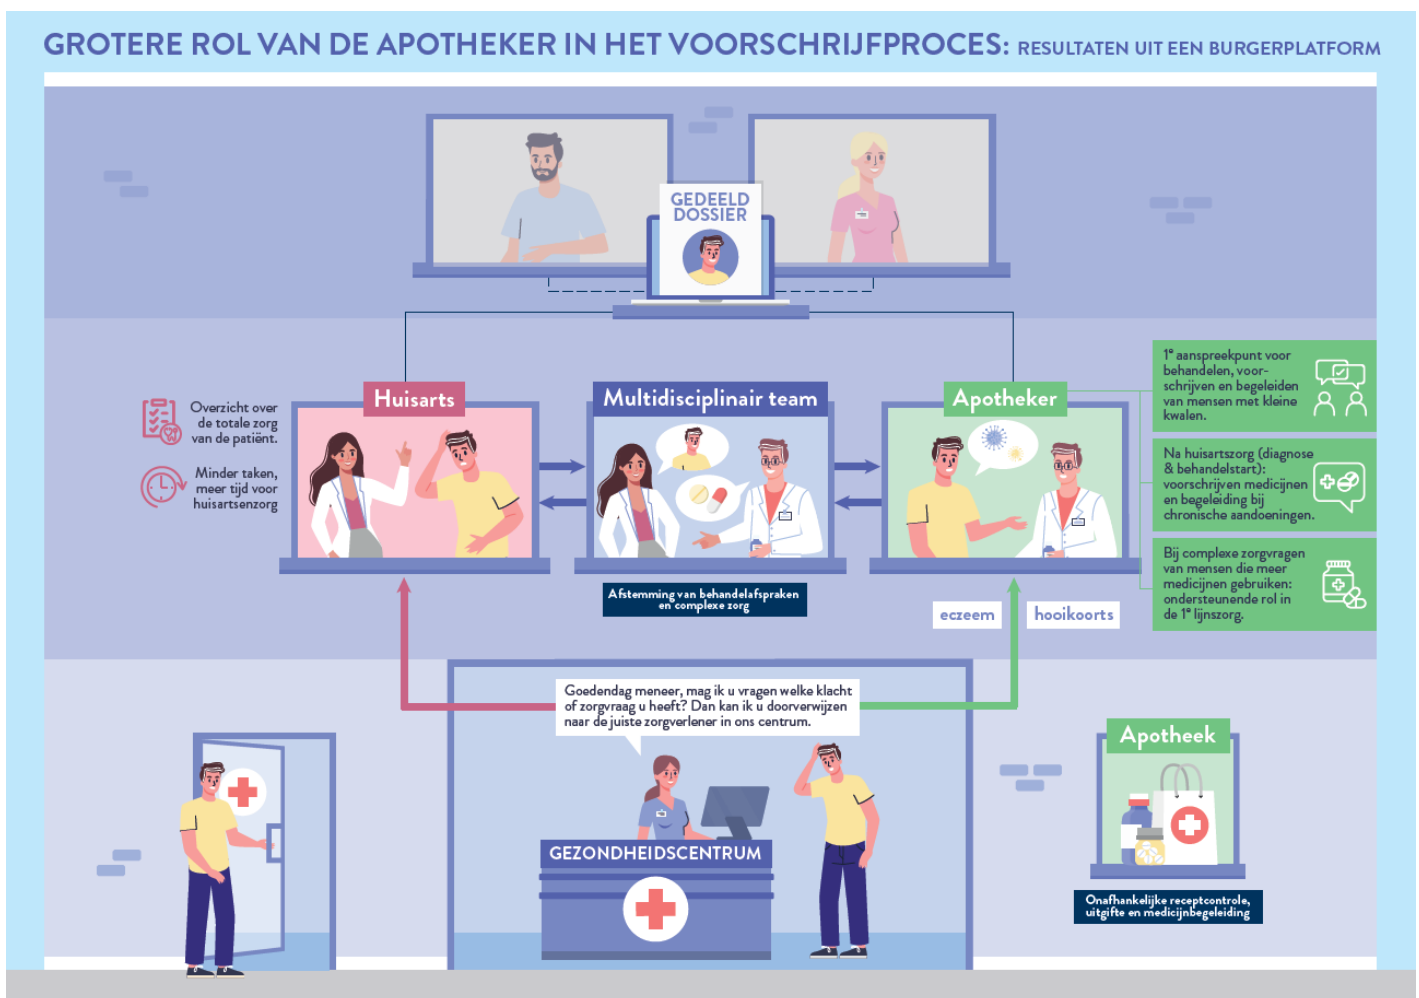 GROTERE ROL VAN DE APOTHEKER IN HET VOORSCHRIJFPROCES: RESULTATEN UIT EEN BURGERPLATFORM
GEDEELD
DOSSIER
Huisarts
Multidisciplinair team
Apotheker
Overzicht over
de totale zorg
van de patiënt.
Minder taken,
meer tijd voor
huisartsenzorg
1e aanspreekpunt voor
behandelen, voor-
schrijven en begeleiden
van mensen met kleine
kwalen.
Na huisartszorg (diagnose
& behandelstart):
voorschrijven medicijnen
en begeleiding bij
chronische aandoeningen.
Bij complexe zorgvragen
van mensen die meer
medicijnen gebruiken:
ondersteunende rol in
de 1e lijnszorg.
Afstemming van behandelafspraken
en complexe zorg
eczeem
hooikoorts
Goedendag meneer, mag ik u vragen welke klacht
of zorgvraag u heeft? Dan kan ik u doorverwijzen
naar de juiste zorgverlener in ons centrum.
GEZONDHEIDSCENTRUM
Apotheek
Onafhankelijke receptcontrole,
uitgifte en medicijnbegeleiding